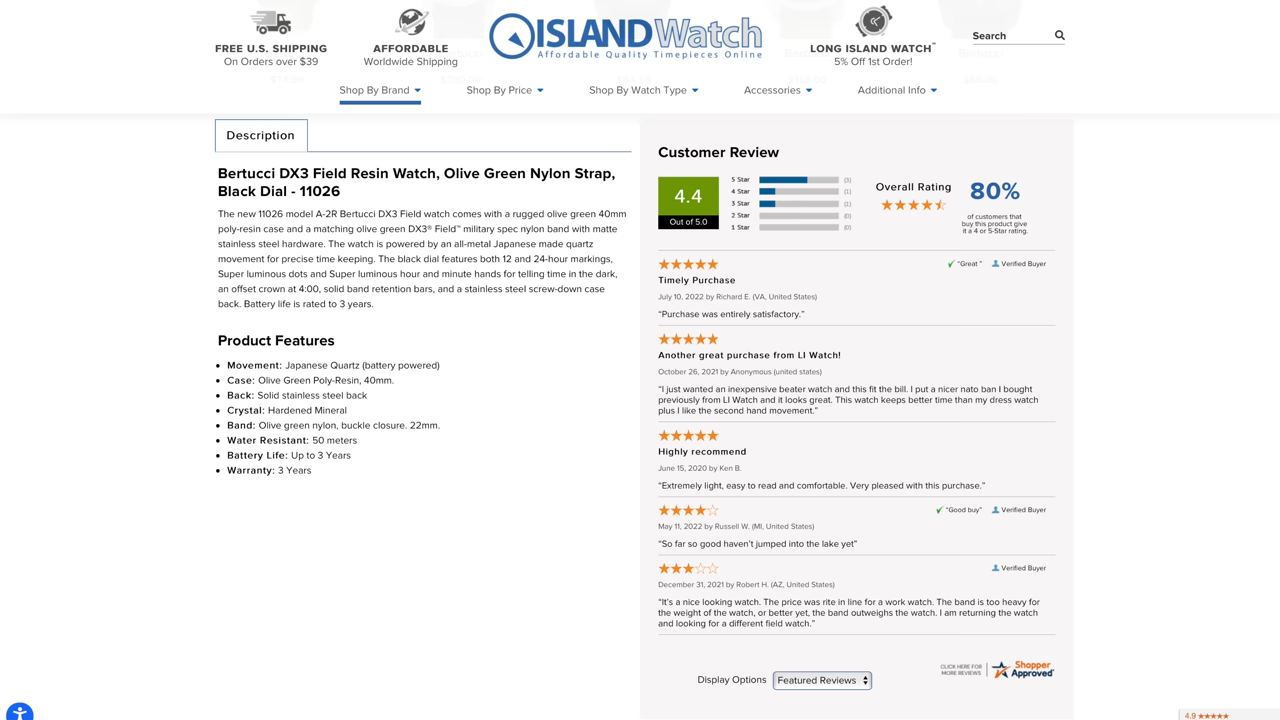 FREE U.S. SHIPPING
On Orders over $39
AFFORDABLE
Worldwide Shipping
ISLAND Watch
Affordable Quality Timepieces Online
LONG ISLAND WATCH™
5% Off 1st Order!
Search
Shop By Brand
Shop By Price
Shop By Watch Type
Accessories
Additional Info
Description
Bertucci DX3 Field Resin Watch, Olive Green Nylon Strap,
Black Dial - 11026
The new 11026 model A-2R Bertucci DX3 Field watch comes with a rugged olive green 40mm
poly-resin case and a matching olive green DX3® Field™ military spec nylon band with matte
stainless steel hardware. The watch is powered by an all-metal Japanese made quartz
movement for precise time keeping. The black dial features both 12 and 24-hour markings,
Super luminous dots and Super luminous hour and minute hands for telling time in the dark,
an offset crown at 4:00, solid band retention bars, and a stainless steel screw-down case
back. Battery life is rated to 3 years.
Product Features
• Movement: Japanese Quartz (battery powered)
• Case: Olive Green Poly-Resin, 40mm.
• Back: Solid stainless steel back
• Crystal: Hardened Mineral
• Band: Olive green nylon, buckle closure. 22mm.
• Water Resistant: 50 meters
• Battery Life: Up to 3 Years
• Warranty: 3 Years
Customer Review
4.4
Out of 5.0
5 Star (3)
4 Star (1)
3 Star (1)
2 Star (0)
1 Star (0)
Overall Rating
80%
of customers that
buy this product give
it a 4 or 5-Star rating.
"Great " Verified Buyer
Timely Purchase
July 10, 2022 by Richard E. (VA, United States)
“Purchase was entirely satisfactory.”
Another great purchase from LI Watch!
October 26, 2021 by Anonymous (united states)
“I just wanted an inexpensive beater watch and this fit the bill. I put a nicer nato ban I bought
previously from LI Watch and it looks great. This watch keeps better time than my dress watch
plus I like the second hand movement.”
Highly recommend
June 15, 2020 by Ken B.
“Extremely light, easy to read and comfortable. Very pleased with this purchase.”
"Good buy" Verified Buyer
May 11, 2022 by Russell W. (MI, United States)
“So far so good haven’t jumped into the lake yet”
Verified Buyer
December 31, 2021 by Robert H. (AZ, United States)
“It’s a nice looking watch. The price was rite in line for a work watch. The band is too heavy for
the weight of the watch, or better yet, the band outweighs the watch. I am returning the watch
and looking for a different field watch.”
CLICK HERE FOR
MORE REVIEWS
Shopper
Approved
Display Options Featured Reviews
4.9